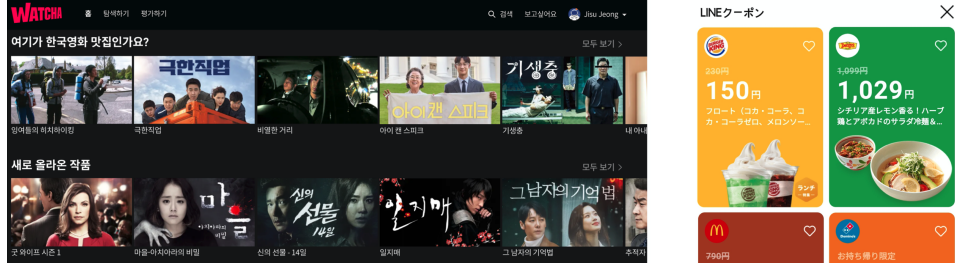 WATCHA
홈
탐색하기
평가하기
검색
보고싶어요
Jisu Jeong
여기가 한국영화 맛집인가요?
모두 보기
극한직업
아이 캔 스피크
기생충
잉여들의 히치하이킹
극한직업
비열한 거리
아이 캔 스피크
기생충
내 아내
새로 올라온 작품
모두 보기
마을
아치아라의 비밀
신의 선물 14일
일지매
그 남자의 기억법
굿 와이프 시즌 1
마을-아치아라의 비밀
신의 선물 - 14일
일지매
그 남자의 기억법
추적자
LINEクーポン
BURGER KING
230円
150円
フロート(コカ・コーラ、コ
カ・コーラゼロ、メロンソー...
ランチ
1,099円
1,029円
シチリア産レモン香る！ハーブ
鶏とアボカドのサラダ冷麺＆...
790円
Domino's
お持ち帰り限定